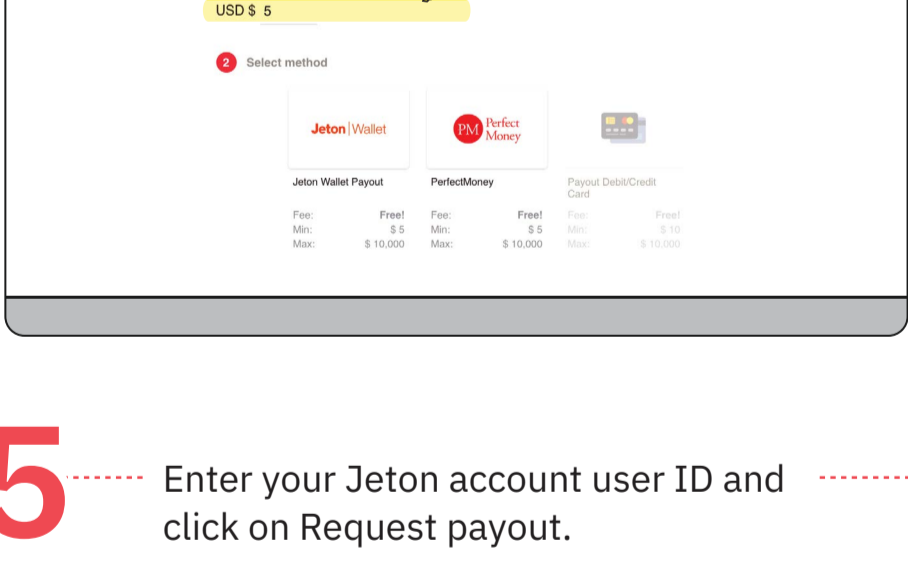 USD $ 5
2 Select method
Jeton Wallet
PM Perfect Money
Jeton Wallet Payout
PerfectMoney
Payout Debit/Credit Card
Fee: Free!
Min: $ 5
Max: $ 10,000
Fee: Free!
Min: $ 5
Max: $ 10,000
Fee: Free!
Min: $ 10
Max: $ 10,000
5
Enter your Jeton account user ID and
click on Request payout.